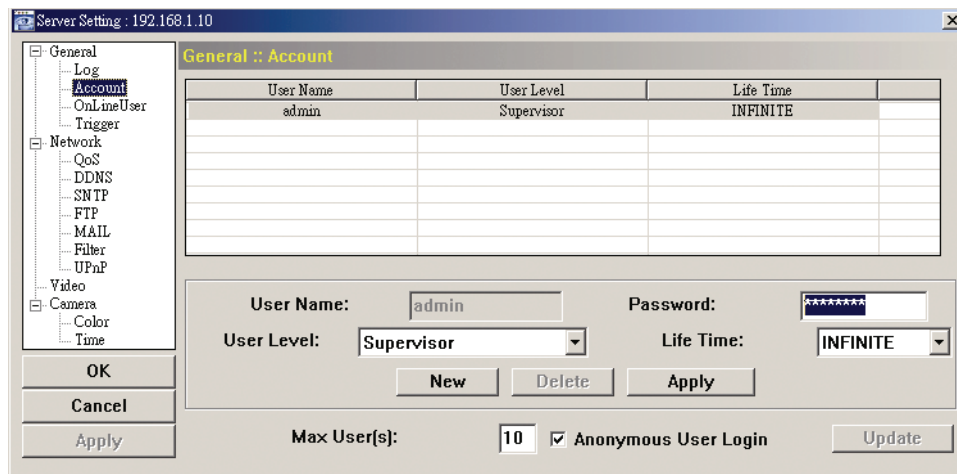 Server Setting : 192.168.1.10
General
Log
Account
OnLineUser
Trigger
Network
QoS
DDNS
SNTP
FTP
MAIL
Filter
UPnP
Video
Camera
Color
Time
OK
Cancel
Apply
General :: Account
User Name User Level Life Time
admin Supervisor INFINITE
User Name: admin Password: ********
User Level: Supervisor Life Time: INFINITE
New Delete Apply
Max User(s): 10 Anonymous User Login Update